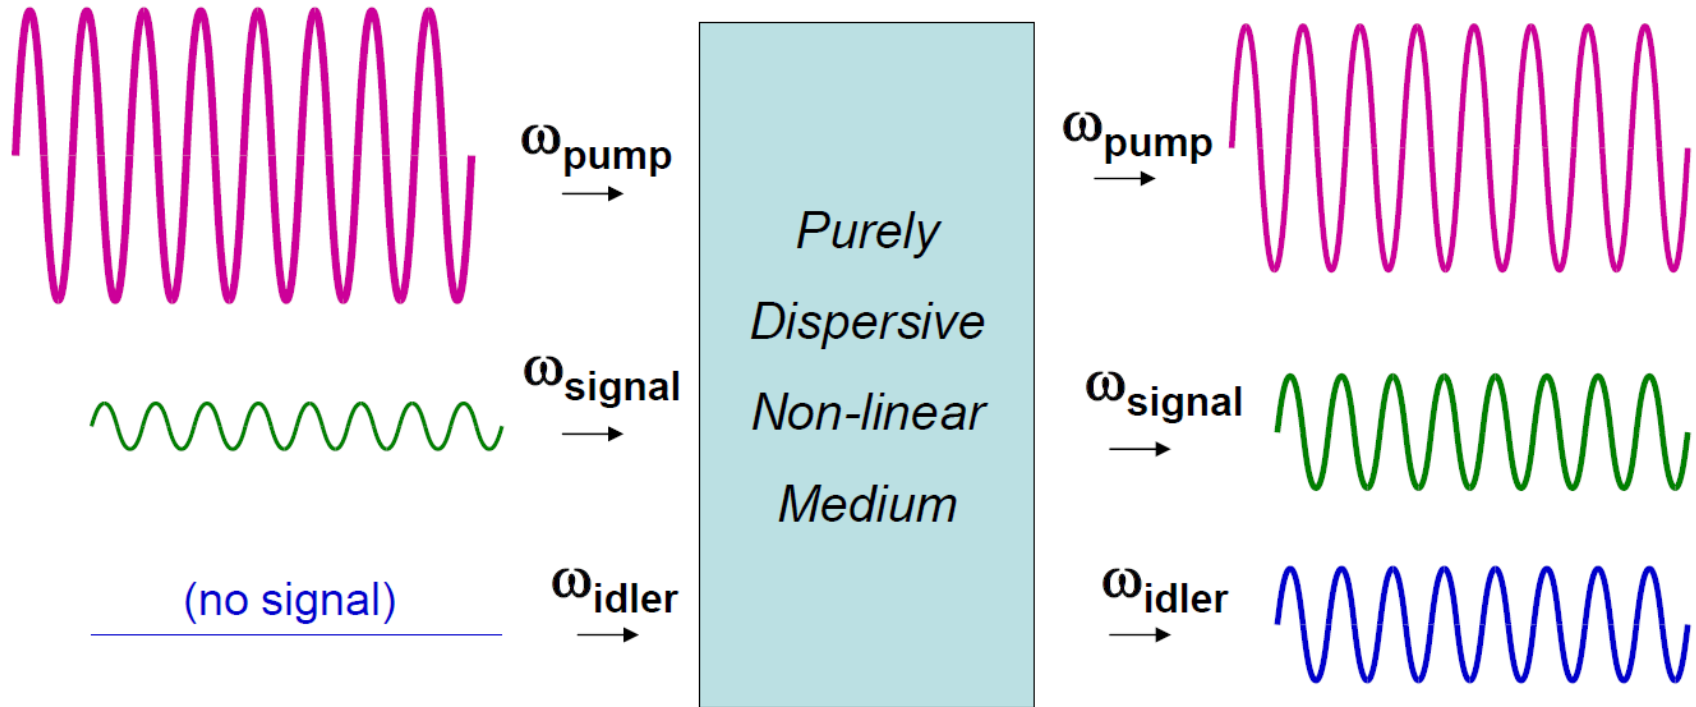 ωpump
ωsignal
(no signal)
ωidler
Purely
Dispersive
Non-linear
Medium
ωpump
ωsignal
ωidler